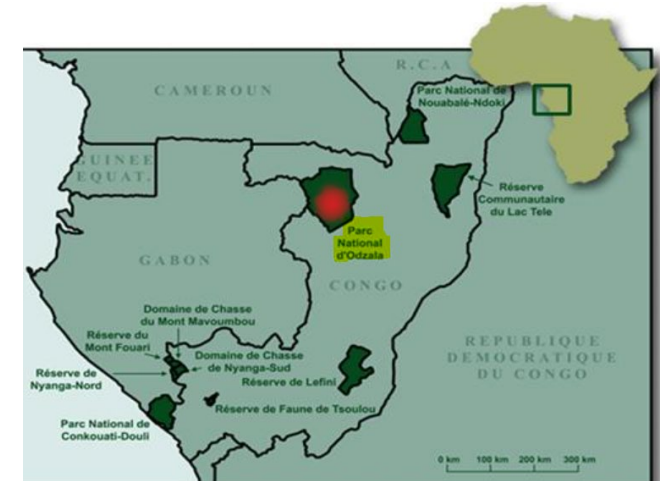 R.C.A
CAMEROUN
Parc National de
Nouabalé-Ndoki
GUINEE
EQUAT.
Réserve
Communautaire
du Lac Tele
Parc
National
d'Odzala
GABON
CONGO
Domaine de Chasse
du Mont Mavoumbou
Réserve du
Mont Fouari
Domaine de Chasse
de Nyanga-Sud
Réserve de
Nyanga-Nord
Réserve de Lefini
REPUBLIQUE
DEMOCRATIQUE
DU CONGO
Réserve de Faune de Tsoulou
Parc National de
Conkouati-Douli
0 km 100 km 200 km 300 km